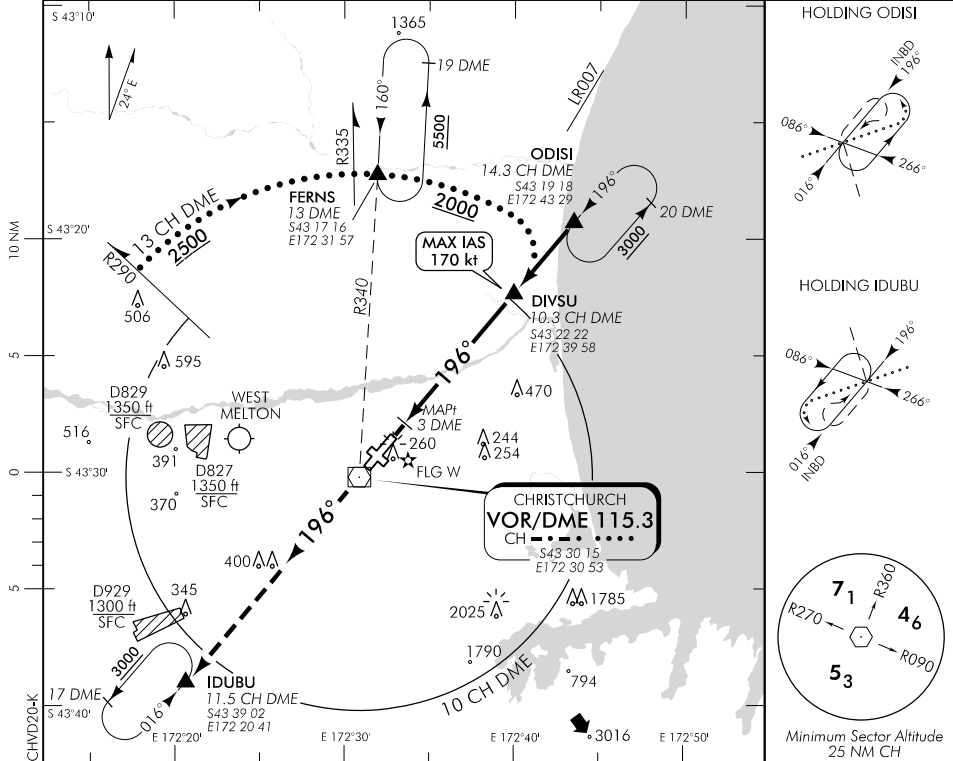 S 43°10'
1365
19 DME
24° E
160°
5500
R335
LR007
ODISI
14.3 CH DME
S43 19 18
E172 43 29
196°
20 DME
3000
FERNS
13 DME
S43 17 16
E172 31 57
2000
13 CH DME
2500
R290
S 43°20'
10 NM
MAX IAS
170 kt
R340
DIVSU
10.3 CH DME
S43 22 22
E172 39 58
506
5
595
196°
470
D829
1350 ft
SFC
WEST
MELTON
MAPt
3 DME
516
391
260
244
254
FLG W
D827
1350 ft
SFC
0
S 43°30'
370
CHRISTCHURCH
VOR/DME 115.3
CH
S43 30 15
E172 30 53
196°
400
5
D929
1300 ft
SFC
345
2025
1785
1790
794
3000
17 DME
016°
IDUBU
11.5 CH DME
S43 39 02
E172 20 41
10 CH DME
S 43°40'
3016
E 172°20'
E 172°30'
E 172°40'
E 172°50'
CHVD20-K
HOLDING ODISI
INBD
196°
086°
266°
016°
HOLDING IDUBU
196°
086°
266°
016°
INBD
7 1
R360
4 6
R270
R090
5 3
Minimum Sector Altitude
25 NM CH